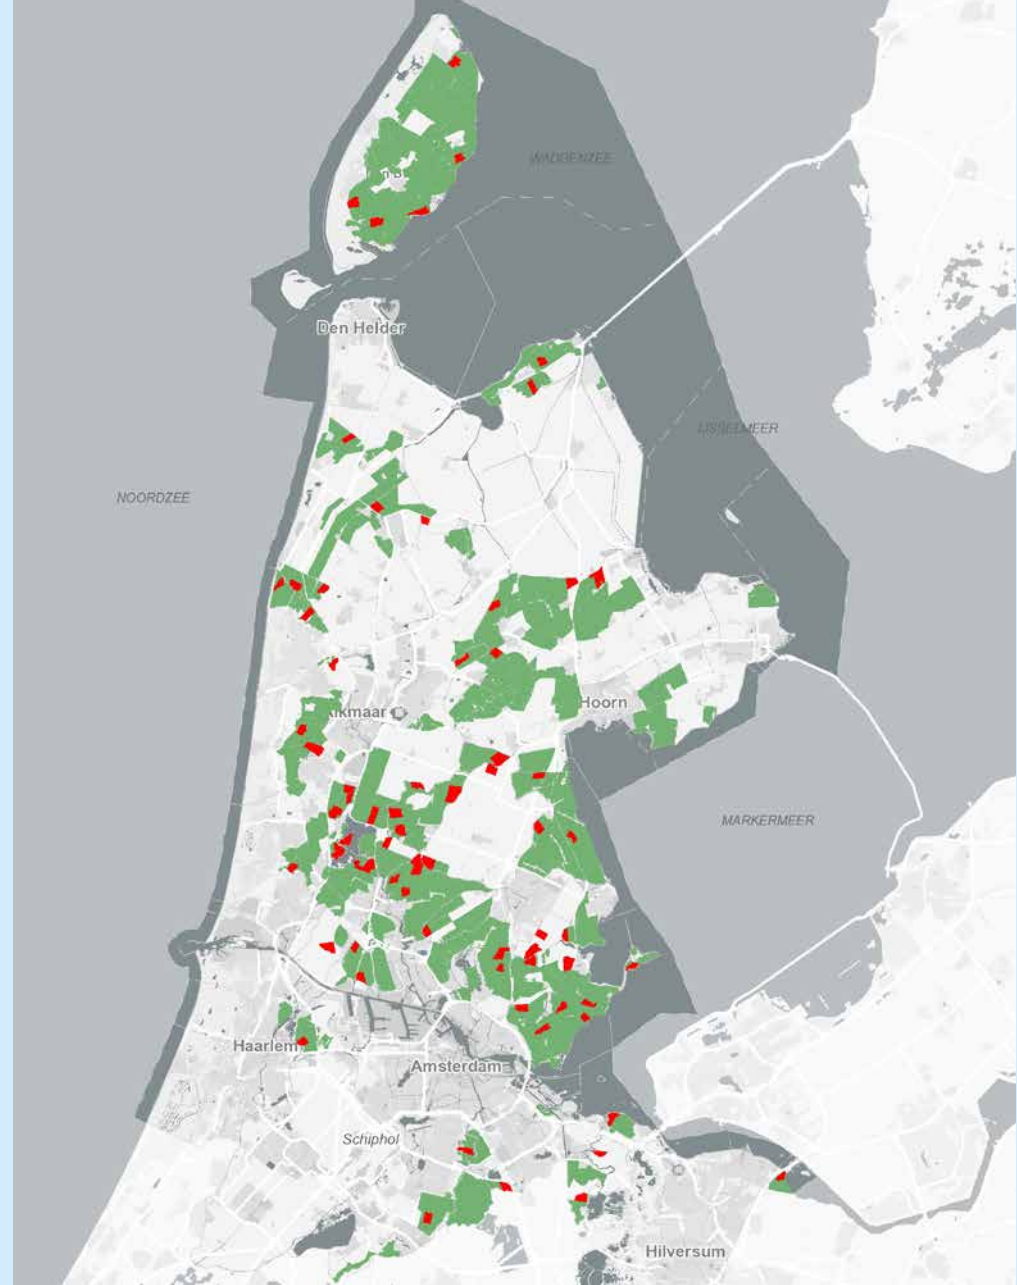 WADDENZEE
Den Helder
IJSSELMEER
NOORDZEE
Hoorn
MARKERMEER
Haarlem
Amsterdam
Schiphol
Hilversum